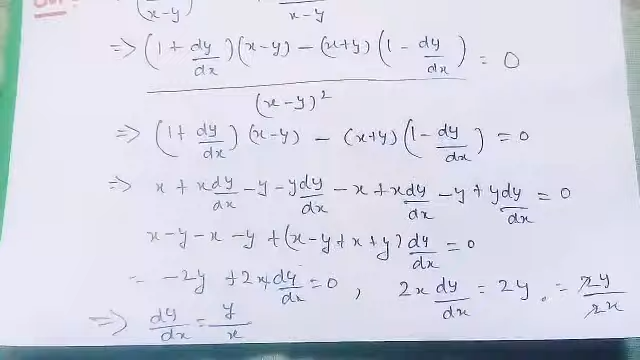 x-y x-y
=> (1 + dy/dx)(x-y) - (x+y)(1 - dy/dx) = 0
(x-y)²
=> (1 + dy/dx)(x-y) - (x+y)(1 - dy/dx) = 0
=> x + x dy/dx - y - y dy/dx - x + x dy/dx - y + y dy/dx = 0
x - y - x - y + (x - y + x + y) dy/dx = 0
- 2y + 2x dy/dx = 0 , 2x dy/dx = 2y . = 2y/2x
=> dy/dx = y/x